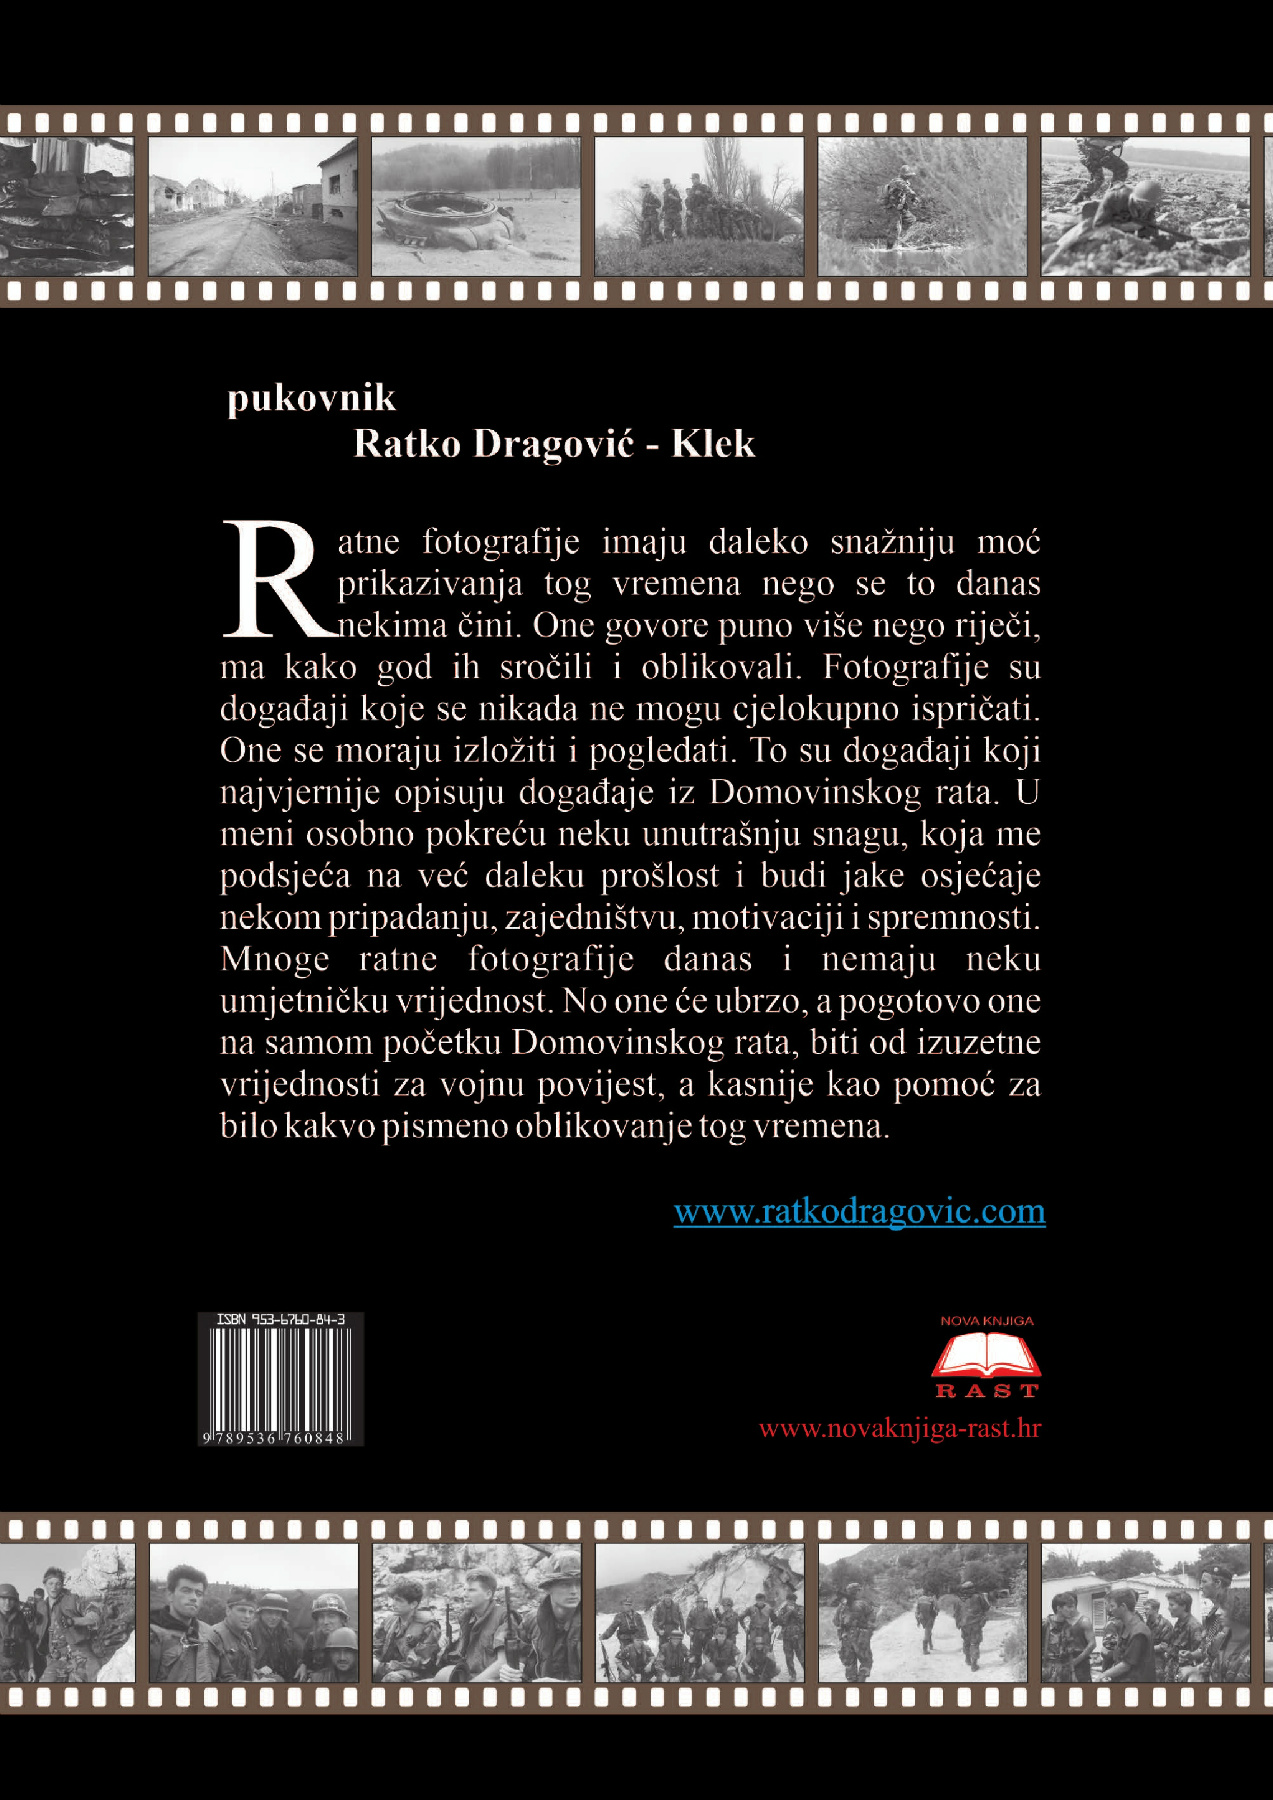 pukovnik
Ratko Dragović - Klek
Ratne fotografije imaju daleko snažniju moć
prikazivanja tog vremena nego se to danas
nekima čini. One govore puno više nego riječi,
ma kako god ih sročili i oblikovali. Fotografije su
događaji koje se nikada ne mogu cjelokupno ispričati.
One se moraju izložiti i pogledati. To su događaji koji
najvjernije opisuju događaje iz Domovinskog rata. U
meni osobno pokreću neku unutrašnju snagu, koja me
podsjeća na već daleku prošlost i budi jake osjećaje
nekom pripadanju, zajedništvu, motivaciji i spremnosti.
Mnoge ratne fotografije danas i nemaju neku
umjetničku vrijednost. No one će ubrzo, a pogotovo one
na samom početku Domovinskog rata, biti od izuzetne
vrijednosti za vojnu povijest, a kasnije kao pomoć za
bilo kakvo pismeno oblikovanje tog vremena.
www.ratkodragovic.com
ISBN 953-6760-84-3
9 789536 760848
NOVA KNJIGA
RAST
www.novaknjiga-rast.hr